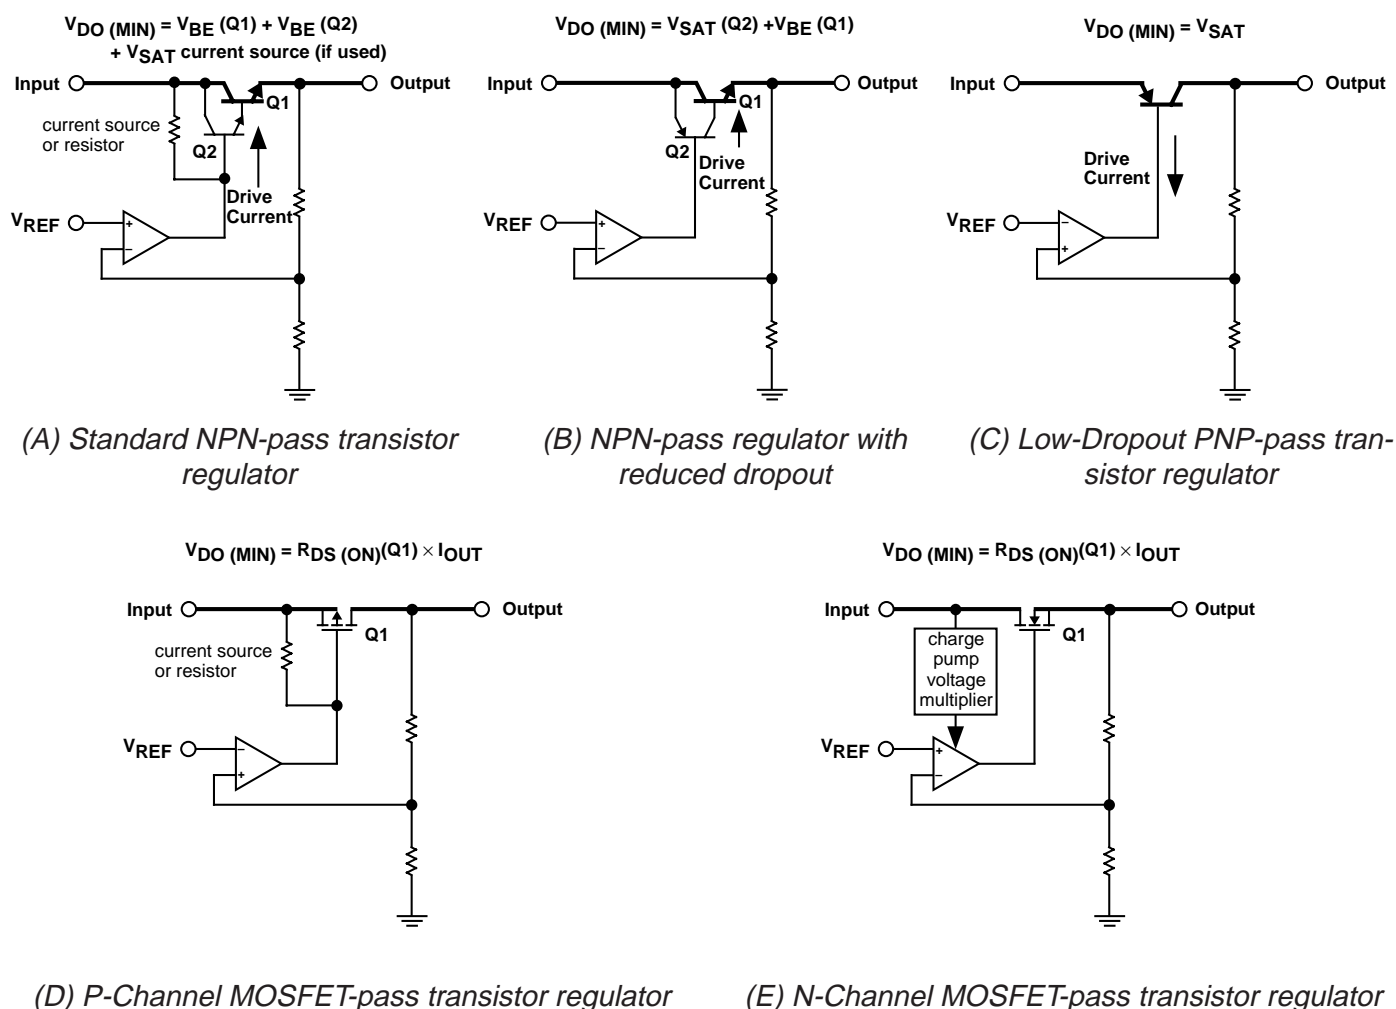 VDO (MIN) = VBE (Q1) + VBE (Q2)
+ VSAT current source (if used)
Input
Output
Q1
current source
or resistor
Q2
Drive
Current
VREF
+
−
(A) Standard NPN-pass transistor
regulator
VDO (MIN) = VSAT (Q2) +VBE (Q1)
Input
Output
Q1
Q2
Drive
Current
VREF
+
−
(B) NPN-pass regulator with
reduced dropout
VDO (MIN) = VSAT
Input
Output
Drive
Current
VREF
−
+
(C) Low-Dropout PNP-pass tran-
sistor regulator
VDO (MIN) = RDS (ON)(Q1) × IOUT
Input
Output
Q1
current source
or resistor
VREF
−
+
(D) P-Channel MOSFET-pass transistor regulator
VDO (MIN) = RDS (ON)(Q1) × IOUT
Input
Output
Q1
charge
pump
voltage
multiplier
VREF
+
−
(E) N-Channel MOSFET-pass transistor regulator